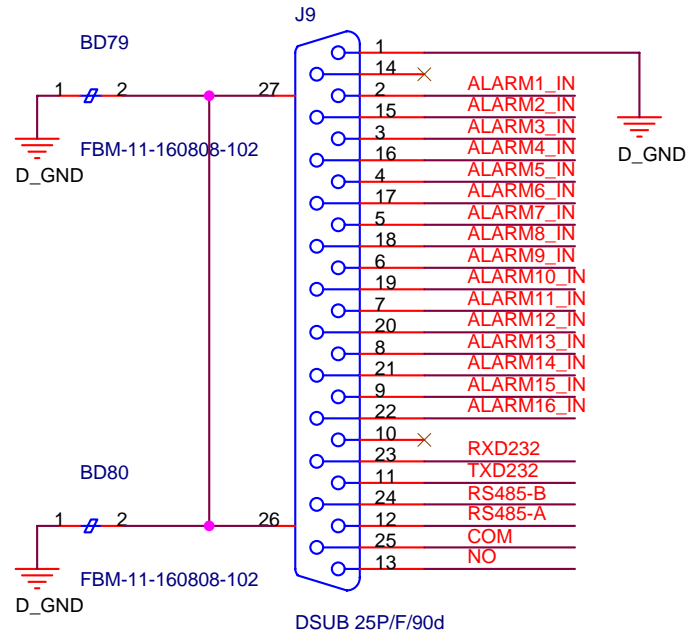 J9
BD79
1 2 27
D_GND
FBM-11-160808-102
1
D_GND
14
2 ALARM1_IN
15 ALARM2_IN
3 ALARM3_IN
16 ALARM4_IN
4 ALARM5_IN
17 ALARM6_IN
5 ALARM7_IN
18 ALARM8_IN
6 ALARM9_IN
19 ALARM10_IN
7 ALARM11_IN
20 ALARM12_IN
8 ALARM13_IN
21 ALARM14_IN
9 ALARM15_IN
22 ALARM16_IN
10
23 RXD232
11 TXD232
24 RS485-B
12 RS485-A
25 COM
13 NO
BD80
1 2 26
FBM-11-160808-102
D_GND
DSUB 25P/F/90d